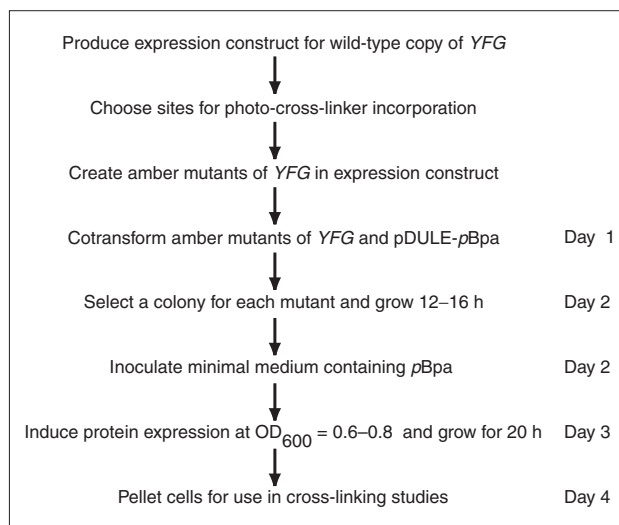 Produce expression construct for wild-type copy of YFG
Choose sites for photo-cross-linker incorporation
Create amber mutants of YFG in expression construct
Cotransform amber mutants of YFG and pDULE-pBpa Day 1
Select a colony for each mutant and grow 12–16 h Day 2
Inoculate minimal medium containing pBpa Day 2
Induce protein expression at OD600 = 0.6–0.8 and grow for 20 h Day 3
Pellet cells for use in cross-linking studies Day 4